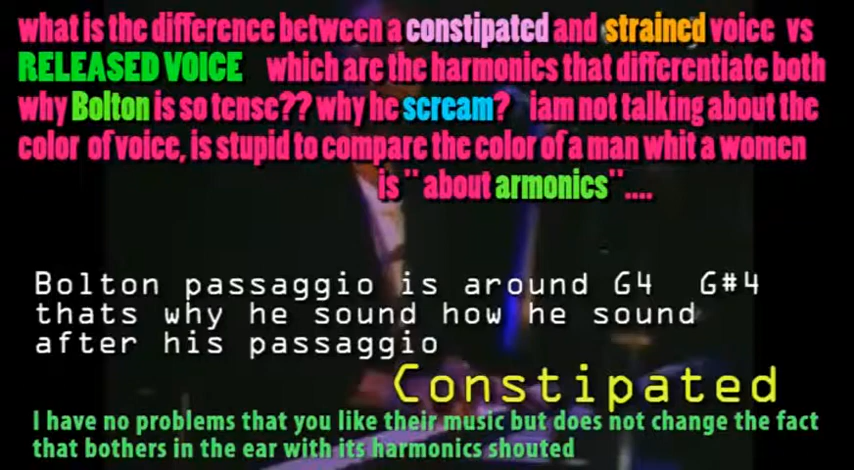 what is the difference between a constipated and strained voice vs
RELEASED VOICE which are the harmonics that differentiate both
why Bolton is so tense?? why he scream? iam not talking about the
color of voice, is stupid to compare the color of a man whit a women
is " about armonics"....
Bolton passaggio is around G4 G#4
thats why he sound how he sound
after his passaggio
Constipated
I have no problems that you like their music but does not change the fact
that bothers in the ear with its harmonics shouted